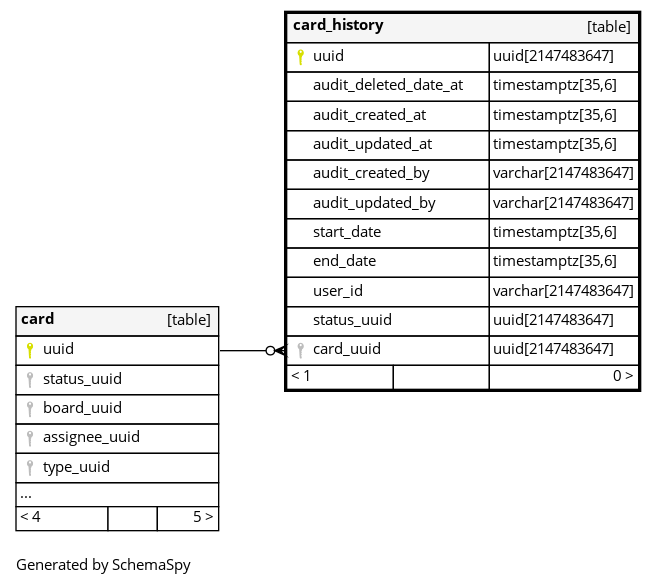 card_history [table]
uuid uuid[2147483647]
audit_deleted_date_at timestamptz[35,6]
audit_created_at timestamptz[35,6]
audit_updated_at timestamptz[35,6]
audit_created_by varchar[2147483647]
audit_updated_by varchar[2147483647]
start_date timestamptz[35,6]
end_date timestamptz[35,6]
user_id varchar[2147483647]
status_uuid uuid[2147483647]
card_uuid uuid[2147483647]
< 1 0 >
card [table]
uuid
status_uuid
board_uuid
assignee_uuid
type_uuid
...
< 4 5 >
Generated by SchemaSpy